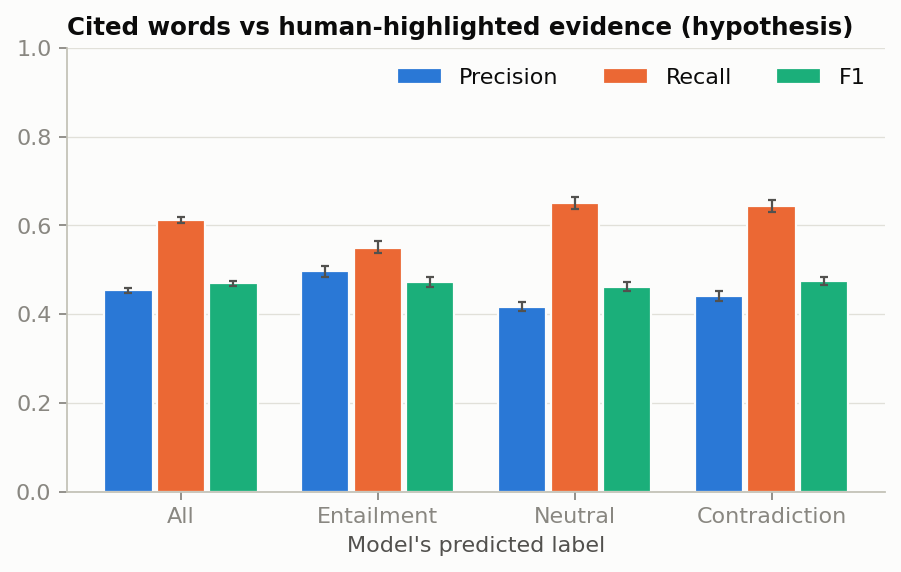 Cited words vs human-highlighted evidence (hypothesis)
Precision Recall F1
1.0
0.8
0.6
0.4
0.2
0.0
All Entailment Neutral Contradiction
Model's predicted label